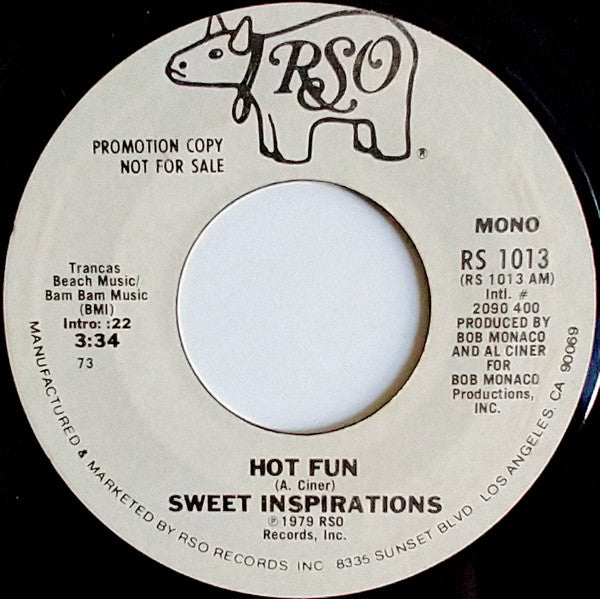 RSO
®
PROMOTION COPY
NOT FOR SALE
MONO
RS 1013
(RS 1013 AM)
Intl. #
2090 400
PRODUCED BY
BOB MONACO
AND AL CINER
FOR
BOB MONACO
Productions,
INC.
Trancas
Beach Music/
Bam Bam Music
(BMI)
Intro: :22
3:34
73
HOT FUN
(A. Ciner)
SWEET INSPIRATIONS
℗ 1979 RSO
Records, Inc.
MANUFACTURED & MARKETED BY RSO RECORDS INC 8335 SUNSET BLVD LOS ANGELES, CA 90069